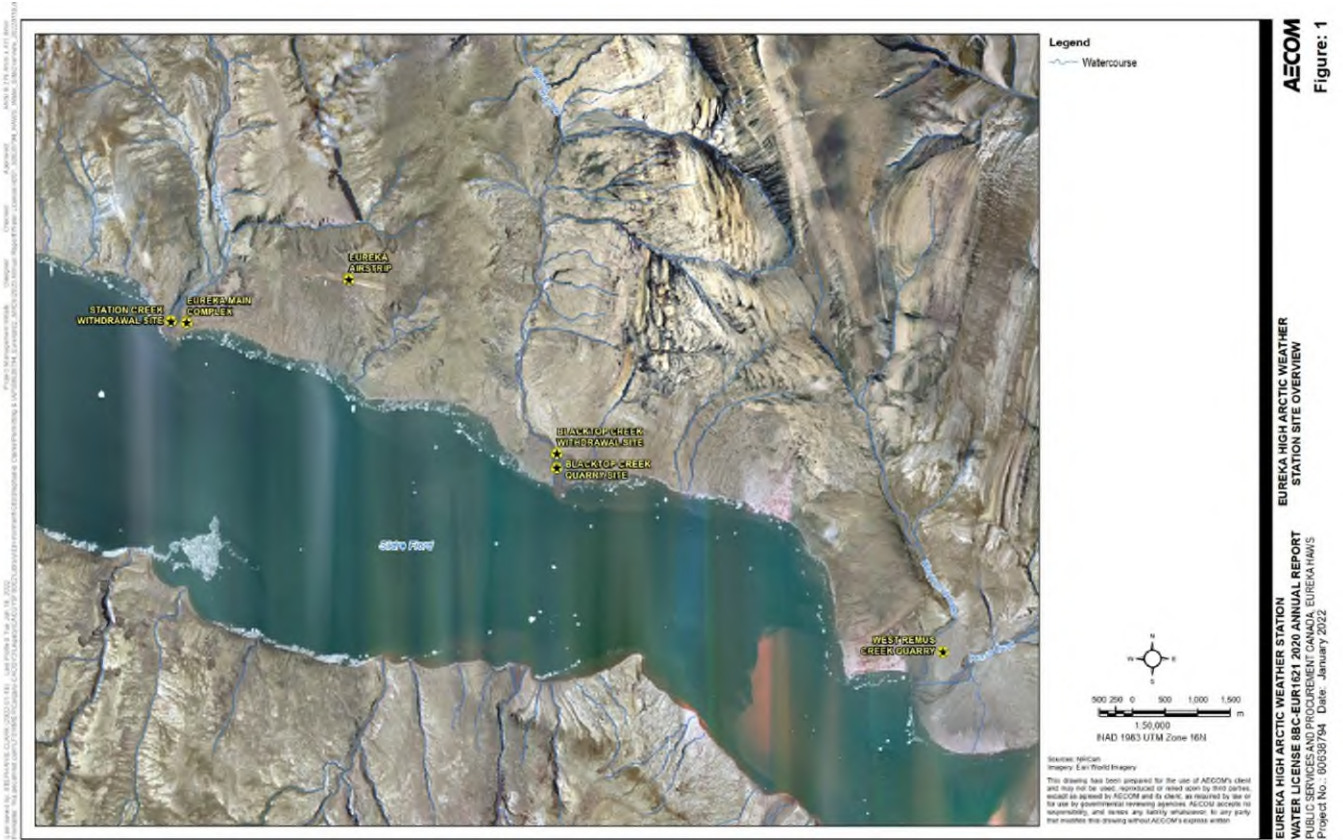 Legend
Watercourse
EUREKA
AIRSTRIP
STATION CREEK
WITHDRAWAL SITE
EUREKA MAIN
COMPLEX
BLACKTOP CREEK
WITHDRAWAL SITE
BLACKTOP CREEK
QUARRY SITE
Slidre Fiord
WEST REMUS
CREEK QUARRY
N
W E
S
500 250 0 500 1,000 1,500
m
1:50,000
NAD 1983 UTM Zone 16N
Sources: NRCan
Imagery: Esri World Imagery
This drawing has been prepared for the use of AECOM's client
and may not be used, reproduced or relied upon by third parties,
except as agreed by AECOM and its client, as required by law or
for use by governmental reviewing agencies. AECOM accepts no
responsibility, and denies any liability whatsoever, to any party
that modifies this drawing without AECOM's express written
AECOM
Figure: 1
EUREKA HIGH ARCTIC WEATHER
STATION SITE OVERVIEW
EUREKA HIGH ARCTIC WEATHER STATION
WATER LICENSE 8BC-EUR1621 2020 ANNUAL REPORT
PUBLIC SERVICES AND PROCUREMENT CANADA, EUREKA HAWS
Project No.: 60638794 Date: January 2022